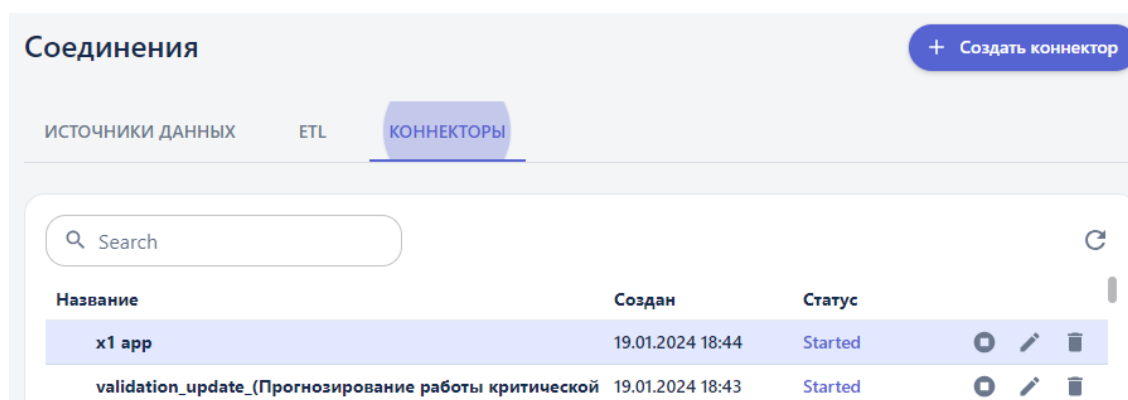 Соединения
+ Создать коннектор
ИСТОЧНИКИ ДАННЫХ ETL КОННЕКТОРЫ
Search
Название Создан Статус
x1 app 19.01.2024 18:44 Started
validation_update_(Прогнозирование работы критической 19.01.2024 18:43 Started